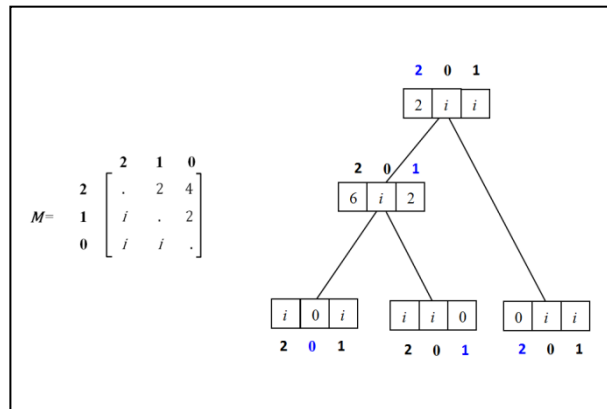 2 0 1
2 i i
2 0 1
6 i 2
2 1 0
2 . 2 4
M= 1 i . 2
0 i i .
i 0 i
2 0 1
i i 0
2 0 1
0 i i
2 0 1